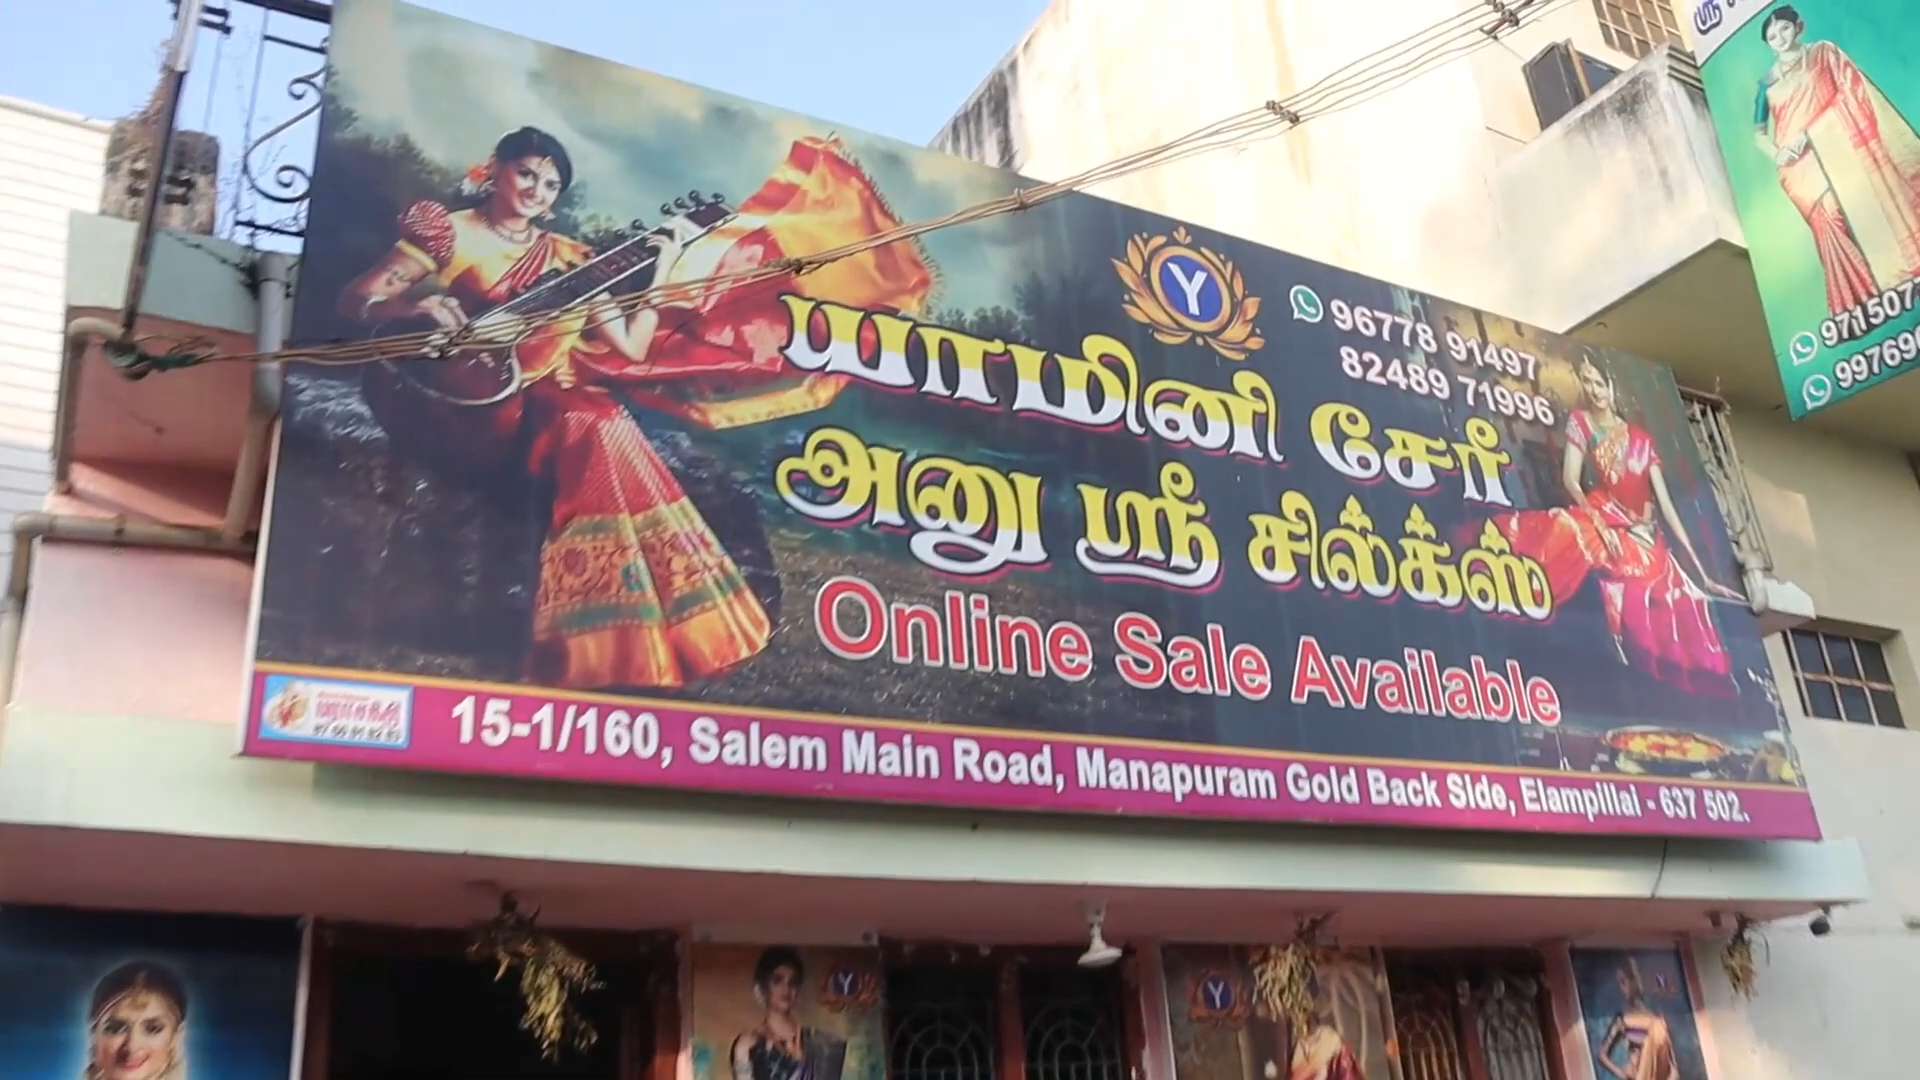 Y
96778 91497
82489 71996
யாமினி சேரீ
அனு ஸ்ரீ சில்க்ஸ்
Online Sale Available
15-1/160, Salem Main Road, Manapuram Gold Back Side, Elampillai - 637 502.
ஸ்ரீ
Y
Y
Y